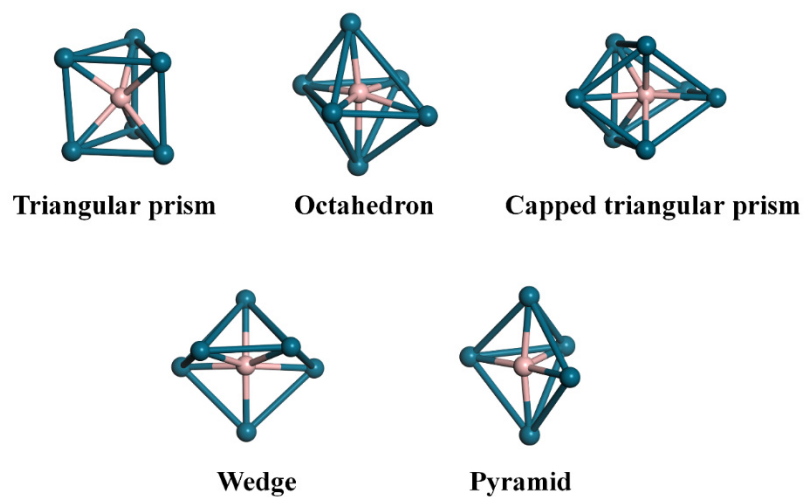 Triangular prism
Octahedron
Capped triangular prism
Wedge
Pyramid